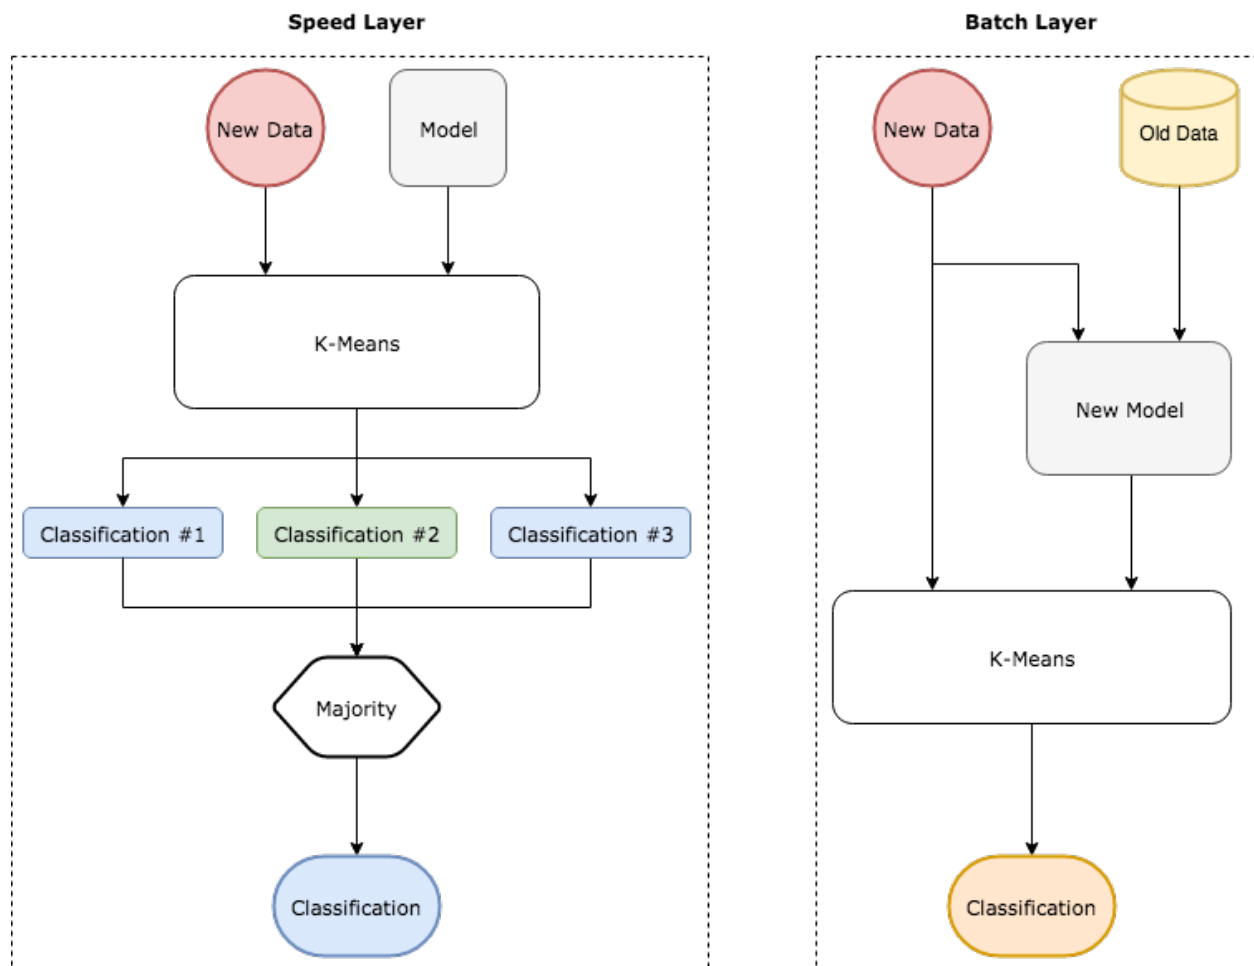 Speed Layer
New Data
Model
K-Means
Classification #1
Classification #2
Classification #3
Majority
Classification
Batch Layer
New Data
Old Data
New Model
K-Means
Classification